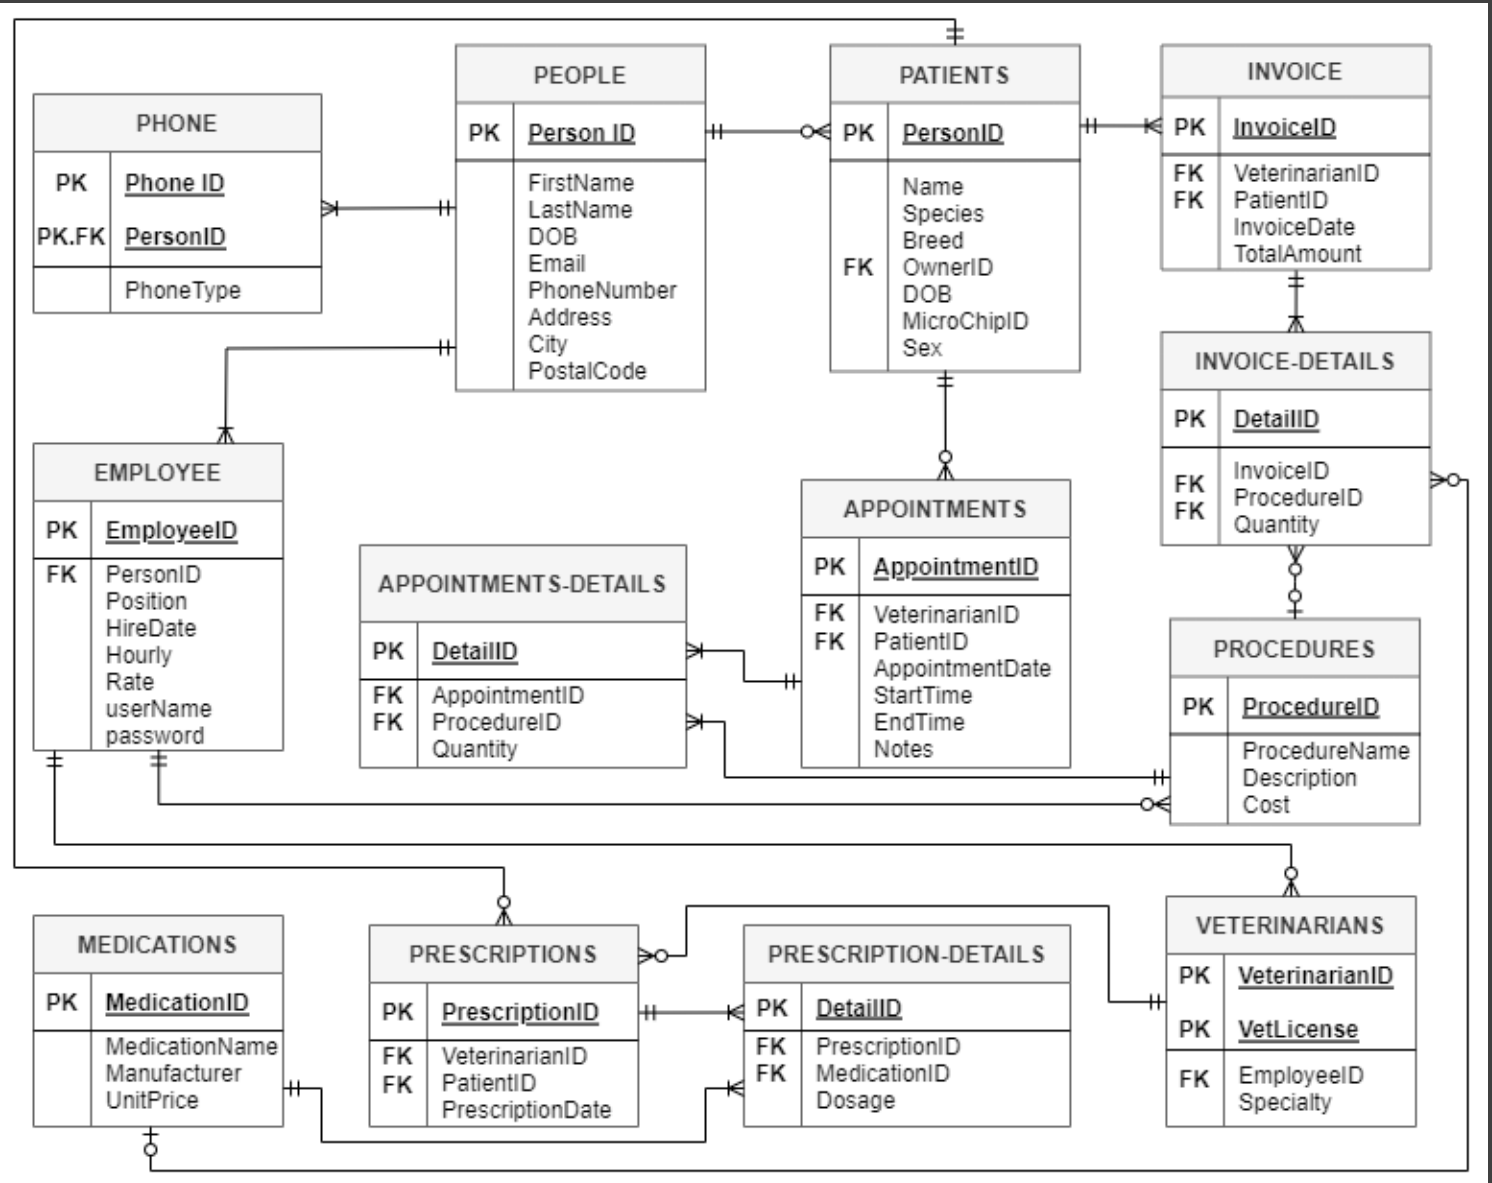 PHONE
PK Phone ID
PK.FK PersonID
PhoneType
PEOPLE
PK Person ID
FirstName
LastName
DOB
Email
PhoneNumber
Address
City
PostalCode
PATIENTS
PK PersonID
Name
Species
Breed
FK OwnerID
DOB
MicroChipID
Sex
INVOICE
PK InvoiceID
FK VeterinarianID
FK PatientID
InvoiceDate
TotalAmount
INVOICE-DETAILS
PK DetailID
FK InvoiceID
FK ProcedureID
Quantity
EMPLOYEE
PK EmployeeID
FK PersonID
Position
HireDate
Hourly
Rate
userName
password
APPOINTMENTS-DETAILS
PK DetailID
FK AppointmentID
FK ProcedureID
Quantity
APPOINTMENTS
PK AppointmentID
FK VeterinarianID
FK PatientID
AppointmentDate
StartTime
EndTime
Notes
PROCEDURES
PK ProcedureID
ProcedureName
Description
Cost
MEDICATIONS
PK MedicationID
MedicationName
Manufacturer
UnitPrice
PRESCRIPTIONS
PK PrescriptionID
FK VeterinarianID
FK PatientID
PrescriptionDate
PRESCRIPTION-DETAILS
PK DetailID
FK PrescriptionID
FK MedicationID
Dosage
VETERINARIANS
PK VeterinarianID
PK VetLicense
FK EmployeeID
Specialty